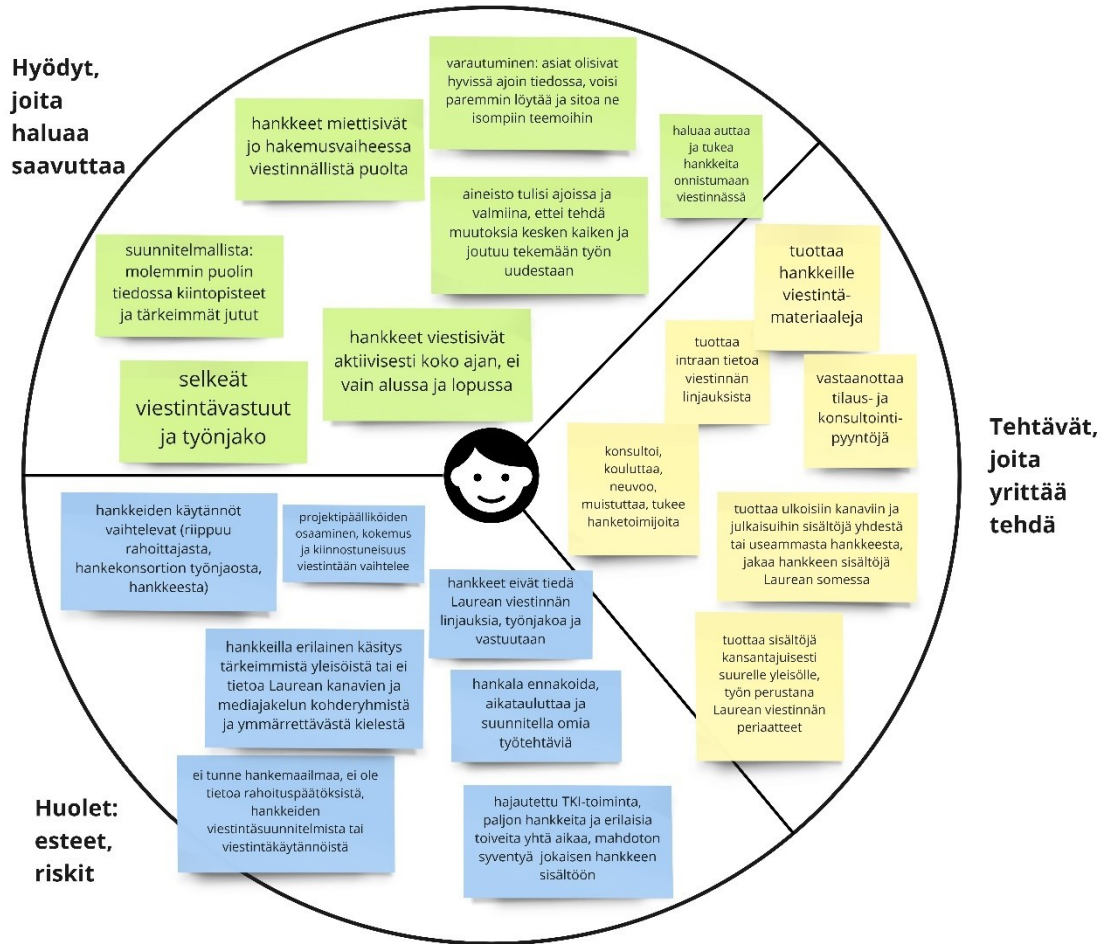 Hyödyt,
joita
haluaa
saavuttaa
varautuminen: asiat olisivat
hyvissä ajoin tiedossa, voisi
paremmin löytää ja sitoa ne
isompiin teemoihin
hankkeet miettisivät
jo hakemusvaiheessa
viestinnällistä puolta
haluaa auttaa
ja tukea
hankkeita
onnistumaan
viestinnässä
aineisto tulisi ajoissa ja
valmiina, ettei tehdä
muutoksia kesken kaiken ja
joutuu tekemään työn
uudestaan
suunnitelmallista:
molemmin puolin
tiedossa kiintopisteet
ja tärkeimmät jutut
hankkeet viestisivät
aktiivisesti koko ajan, ei
vain alussa ja lopussa
selkeät
viestintävastuut
ja työnjako
Tehtävät,
joita
yrittää
tehdä
tuottaa
hankkeille
viestintä-
materiaaleja
tuottaa
intraan tietoa
viestinnän
linjauksista
vastaanottaa
tilaus- ja
konsultointi-
pyyntöjä
konsultoi,
kouluttaa,
neuvoo,
muistuttaa, tukee
hanketoimijoita
tuottaa ulkoisiin kanaviin ja
julkaisuihin sisältöjä yhdestä
tai useammasta hankkeesta,
jakaa hankkeen sisältöjä
Laurean somessa
tuottaa sisältöjä
kansantajuisesti
suurelle yleisölle,
työn perustana
Laurean viestinnän
periaatteet
Huolet:
esteet,
riskit
hankkeiden käytännöt
vaihtelevat (riippuu
rahoittajasta,
hankekonsortion työnjaosta,
hankkeesta)
projektipäälliköiden
osaaminen, kokemus
ja kiinnostuneisuus
viestintään vaihtelee
hankkeet eivät tiedä
Laurean viestinnän
linjauksia, työnjakoa ja
vastuutaan
hankkeilla erilainen käsitys
tärkeimmistä yleisöistä tai ei
tietoa Laurean kanavien ja
mediajakelun kohderyhmistä
ja ymmärrettävästä kielestä
hankala ennakoida,
aikatauluttaa ja
suunnitella omia
työtehtäviä
ei tunne hankemaailmaa, ei ole
tietoa rahoituspäätöksistä,
hankkeiden
viestintäsuunnitelmista tai
viestintäkäytännöistä
hajautettu TKI-toiminta,
paljon hankkeita ja erilaisia
toiveita yhtä aikaa, mahdoton
syventyä jokaisen hankkeen
sisältöön